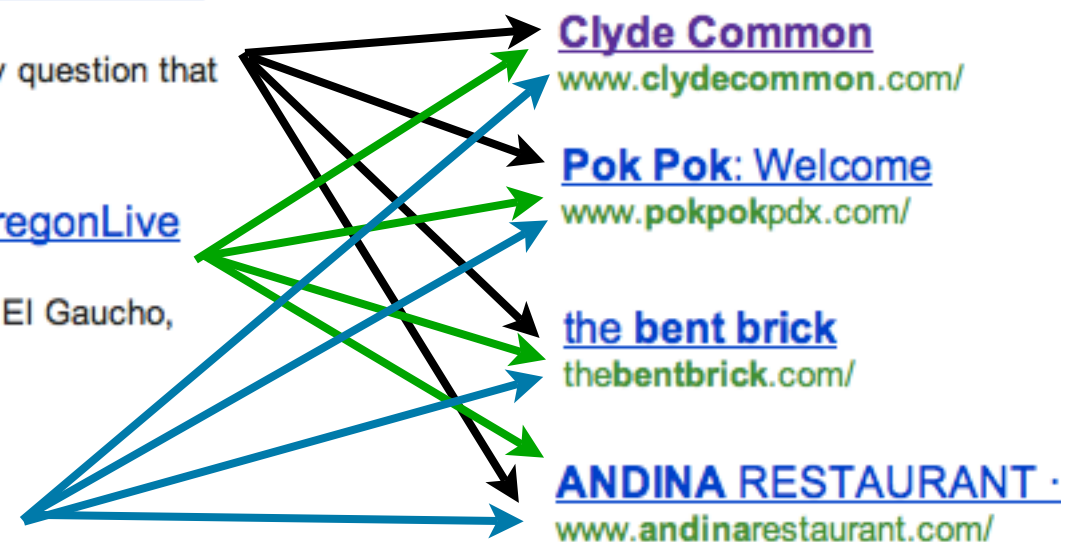 question that
regonLive
El Gaucho,
Clyde Common
www.clydecommon.com/
Pok Pok: Welcome
www.pokpokpdx.com/
the bent brick
thebentbrick.com/
ANDINA RESTAURANT ·
www.andinarestaurant.com/